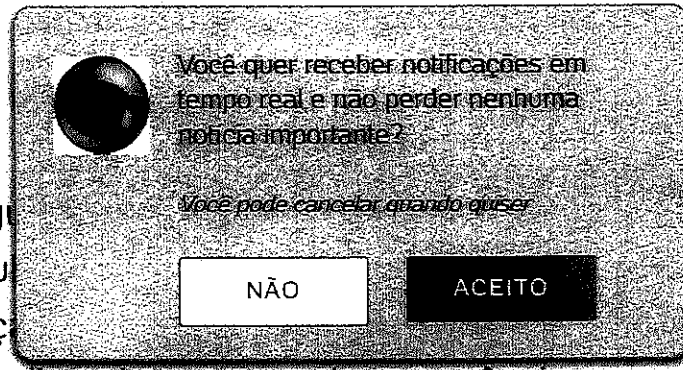 Você quer receber notificações em
tempo real e não perder nenhuma
notícia importante?
Você pode cancelar quando quiser
NÃO
ACEITO